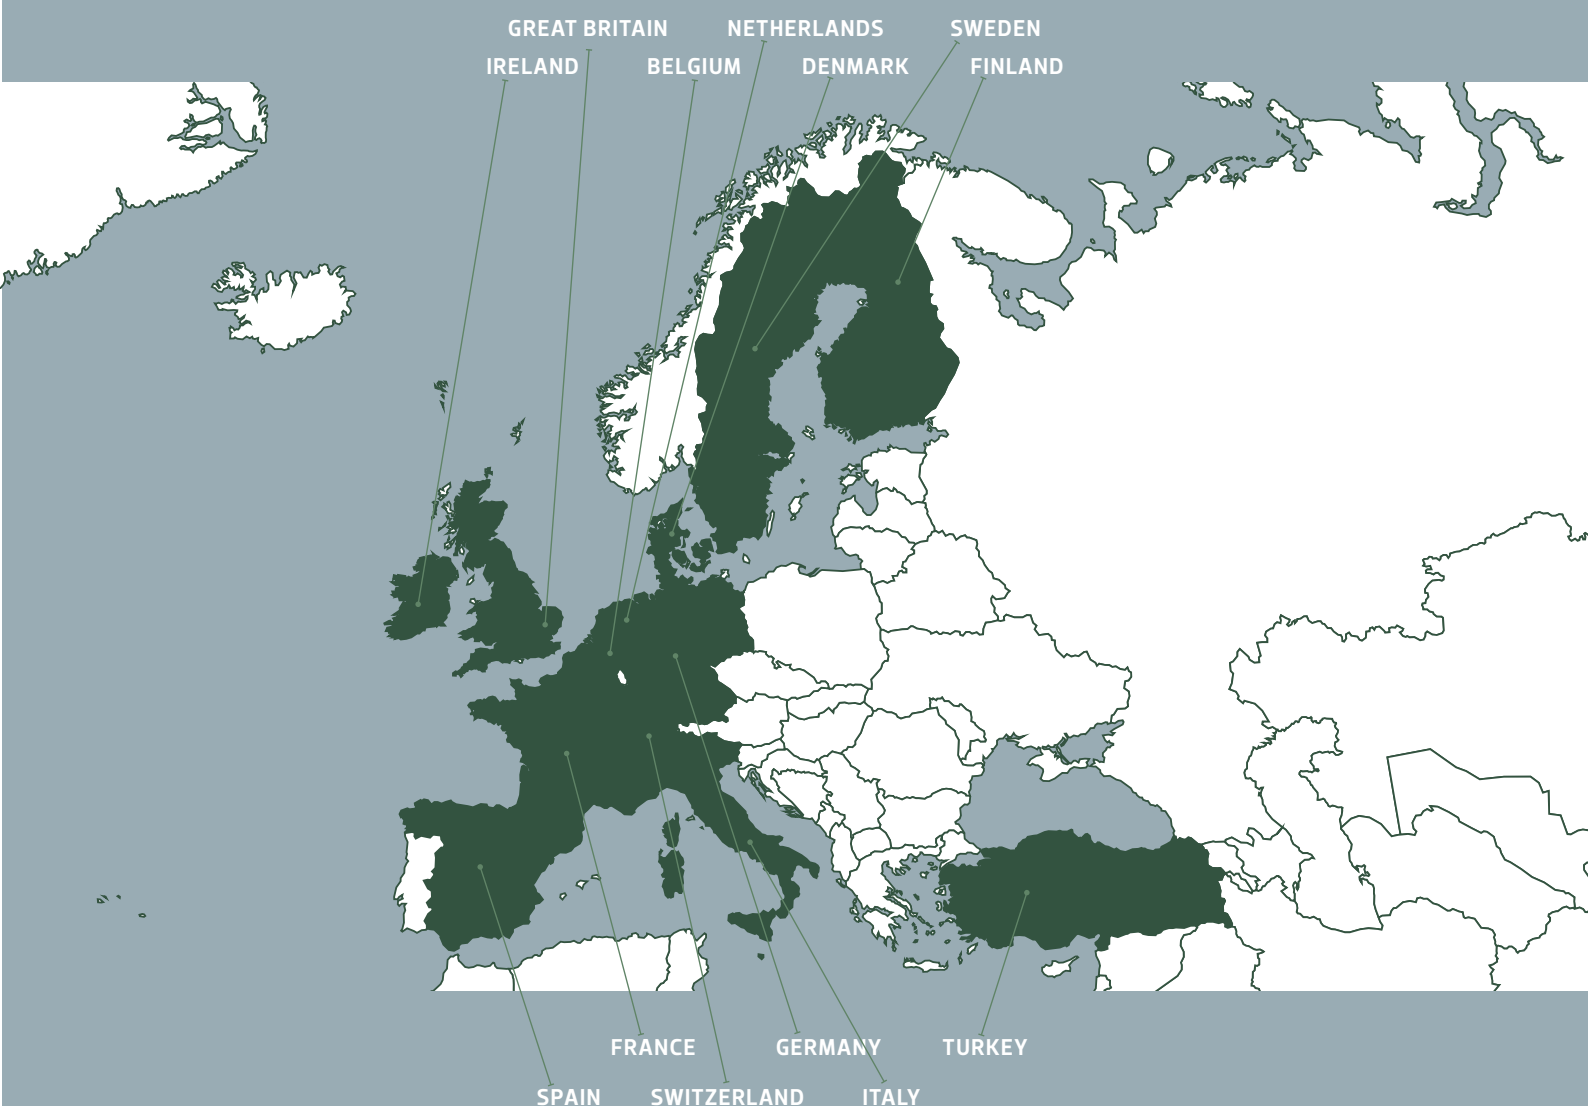 GREAT BRITAIN NETHERLANDS SWEDEN
IRELAND BELGIUM DENMARK FINLAND
FRANCE GERMANY TURKEY
SPAIN SWITZERLAND ITALY